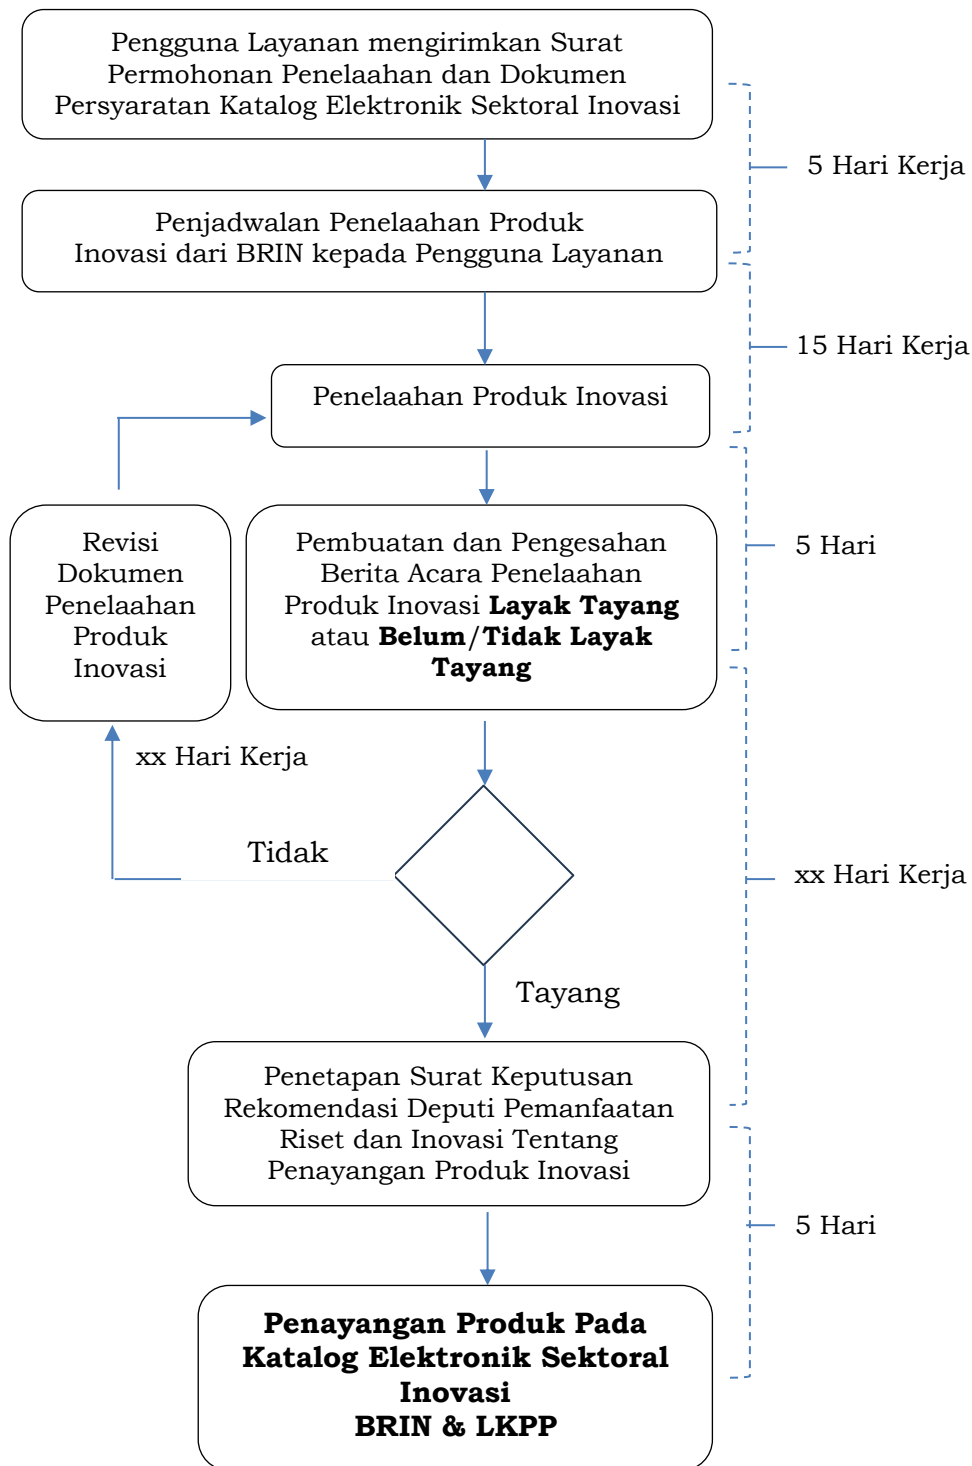 Pengguna Layanan mengirimkan Surat
Permohonan Penelaahan dan Dokumen
Persyaratan Katalog Elektronik Sektoral Inovasi
5 Hari Kerja
Penjadwalan Penelaahan Produk
Inovasi dari BRIN kepada Pengguna Layanan
15 Hari Kerja
Penelaahan Produk Inovasi
Revisi
Dokumen
Penelaahan
Produk
Inovasi
Pembuatan dan Pengesahan
Berita Acara Penelaahan
Produk Inovasi Layak Tayang
atau Belum/Tidak Layak
Tayang
5 Hari
xx Hari Kerja
Tidak
xx Hari Kerja
Tayang
Penetapan Surat Keputusan
Rekomendasi Deputi Pemanfaatan
Riset dan Inovasi Tentang
Penayangan Produk Inovasi
5 Hari
Penayangan Produk Pada
Katalog Elektronik Sektoral
Inovasi
BRIN & LKPP